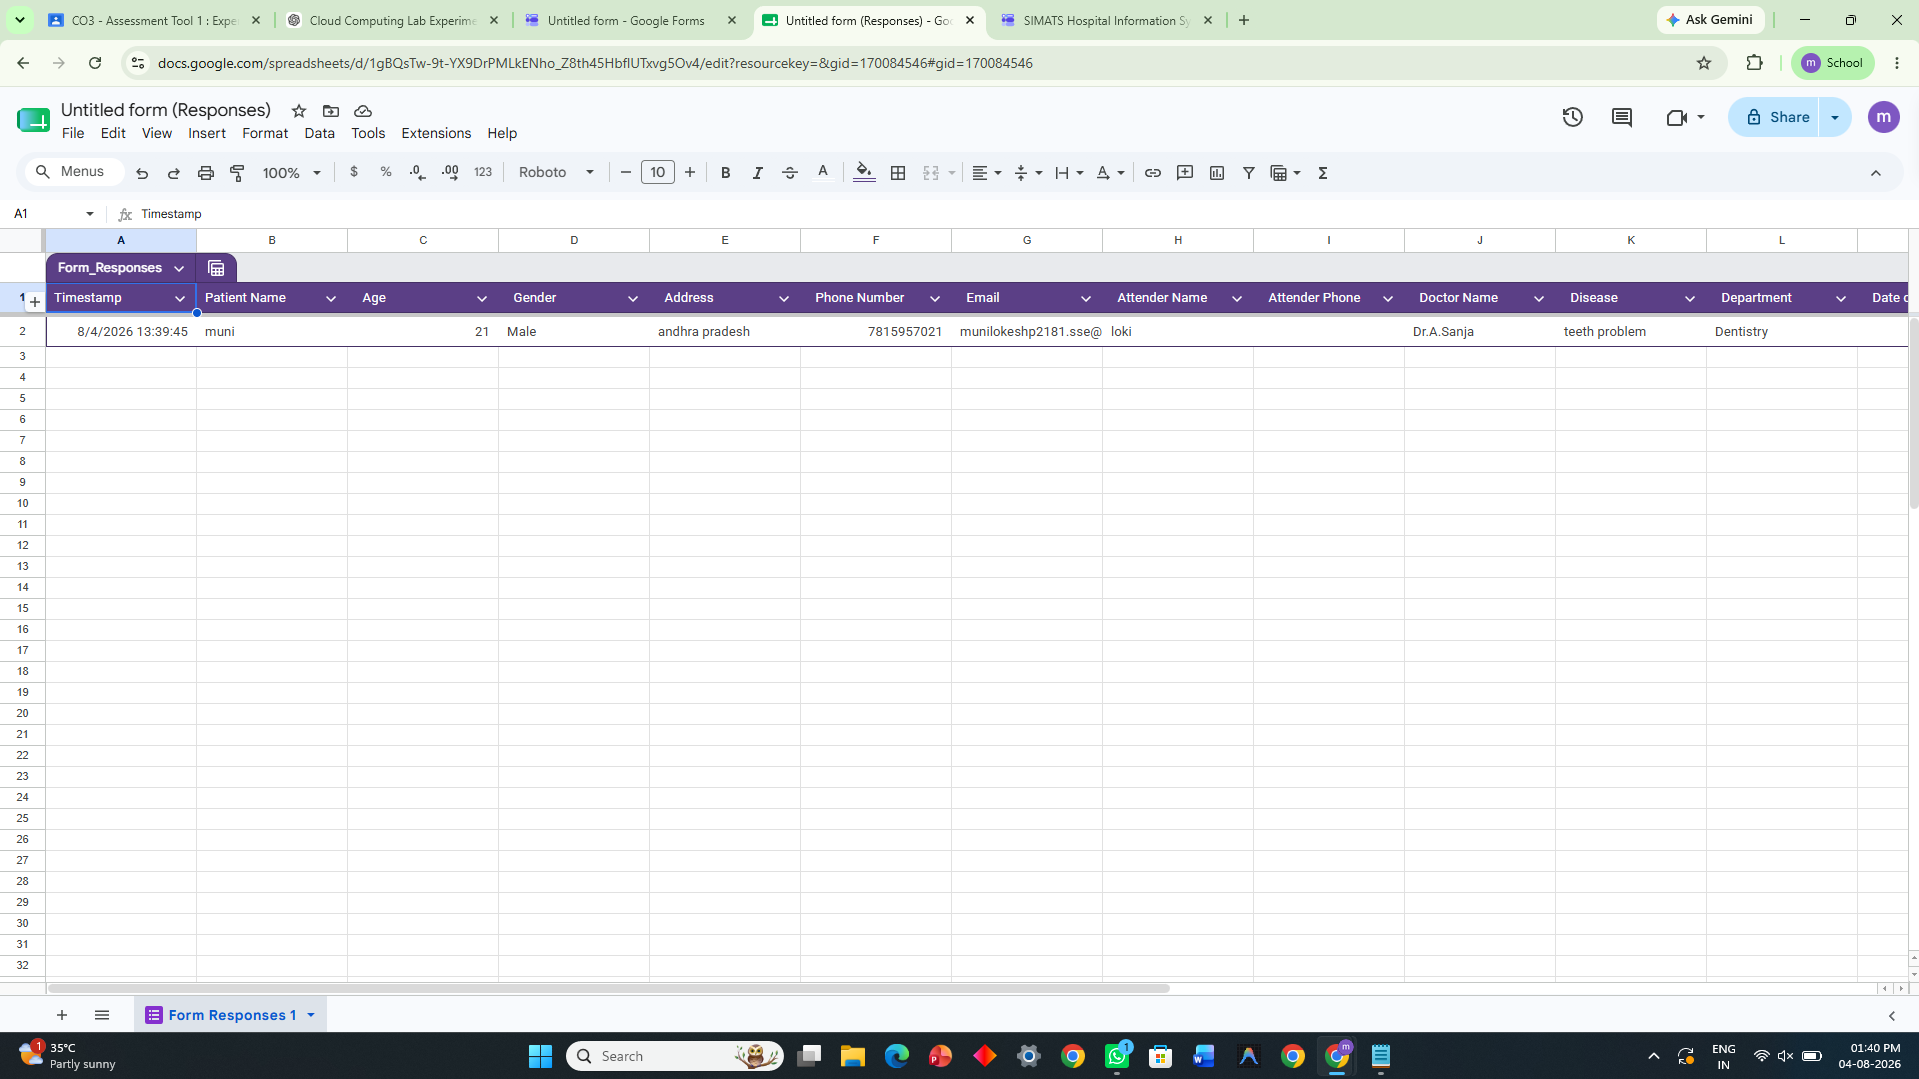 CO3 - Assessment Tool 1 : Expe
Cloud Computing Lab Experime
Untitled form - Google Forms
Untitled form (Responses) - Goo
SIMATS Hospital Information Sy
Ask Gemini
docs.google.com/spreadsheets/d/1gBQsTw-9t-YX9DrPMLkENho_Z8th45HbflUTxvg5Ov4/edit?resourcekey=&gid=170084546#gid=170084546
m School
Untitled form (Responses)
File Edit View Insert Format Data Tools Extensions Help
Share
m
Menus 100% $ % .0 .00 123 Roboto 10 B I A
A1 fx Timestamp
A B C D E F G H I J K L
Form_Responses
1 Timestamp Patient Name Age Gender Address Phone Number Email Attender Name Attender Phone Doctor Name Disease Department Date o
2 8/4/2026 13:39:45 muni 21 Male andhra pradesh 7815957021 munilokeshp2181.sse@ loki Dr.A.Sanja teeth problem Dentistry
3
4
5
6
7
8
9
10
11
12
13
14
15
16
17
18
19
20
21
22
23
24
25
26
27
28
29
30
31
32
Form Responses 1
1
35°C
Partly sunny
Search
1
m
ENG
IN
01:40 PM
04-08-2026